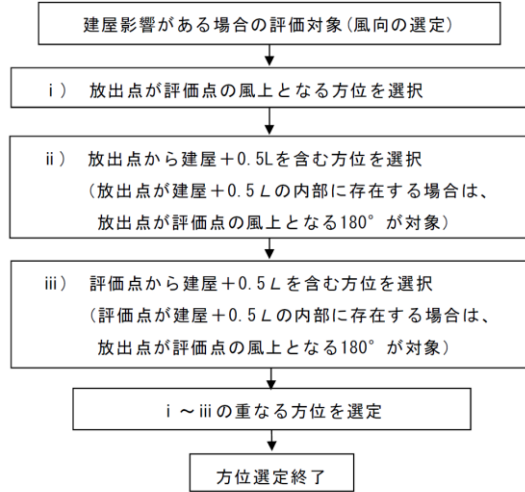 建屋影響がある場合の評価対象(風向の選定)
ⅰ) 放出点が評価点の風上となる方位を選択
ⅱ) 放出点から建屋+0.5Lを含む方位を選択
(放出点が建屋+0.5Lの内部に存在する場合は、
放出点が評価点の風上となる180°が対象)
ⅲ) 評価点から建屋+0.5Lを含む方位を選択
(評価点が建屋+0.5Lの内部に存在する場合は、
放出点が評価点の風上となる180°が対象)
ⅰ~ⅲの重なる方位を選定
方位選定終了